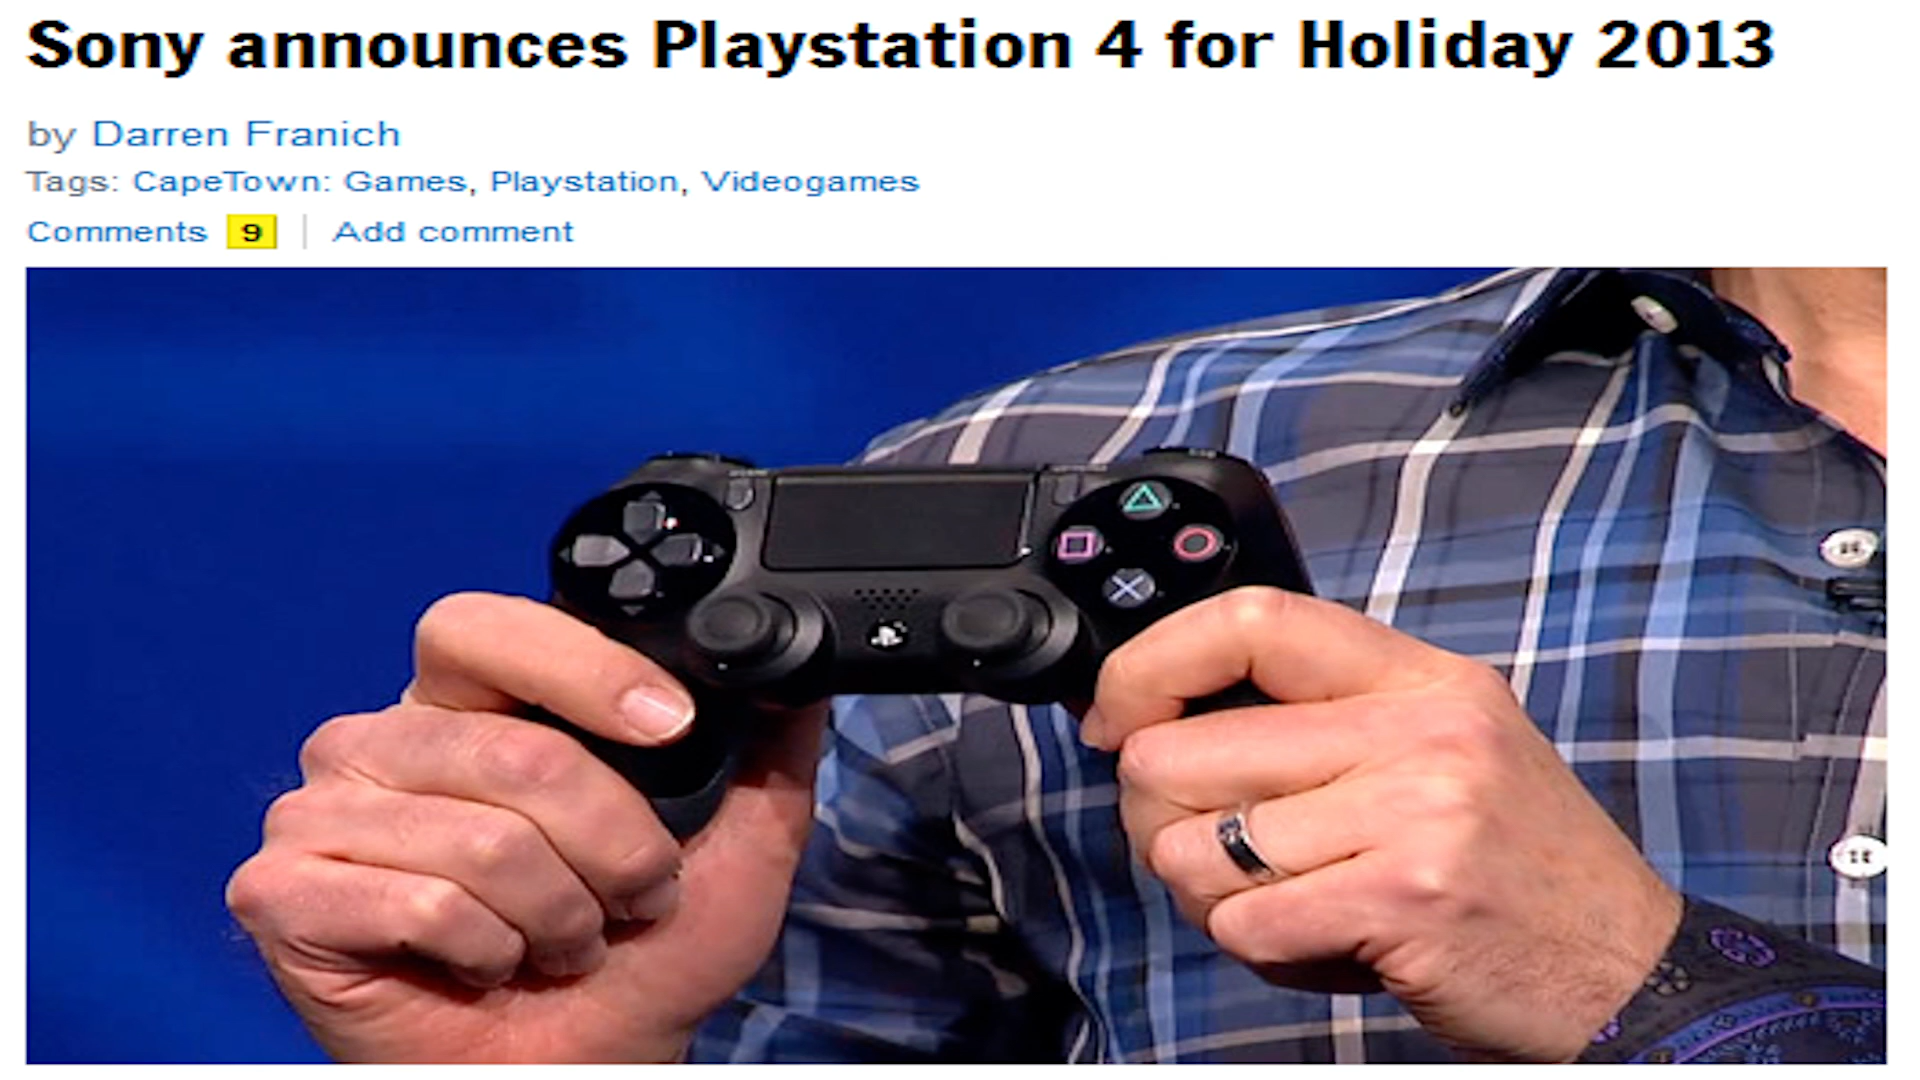 Sony announces Playstation 4 for Holiday 2013
by Darren Franich
Tags: CapeTown: Games, Playstation, Videogames
Comments 9 | Add comment